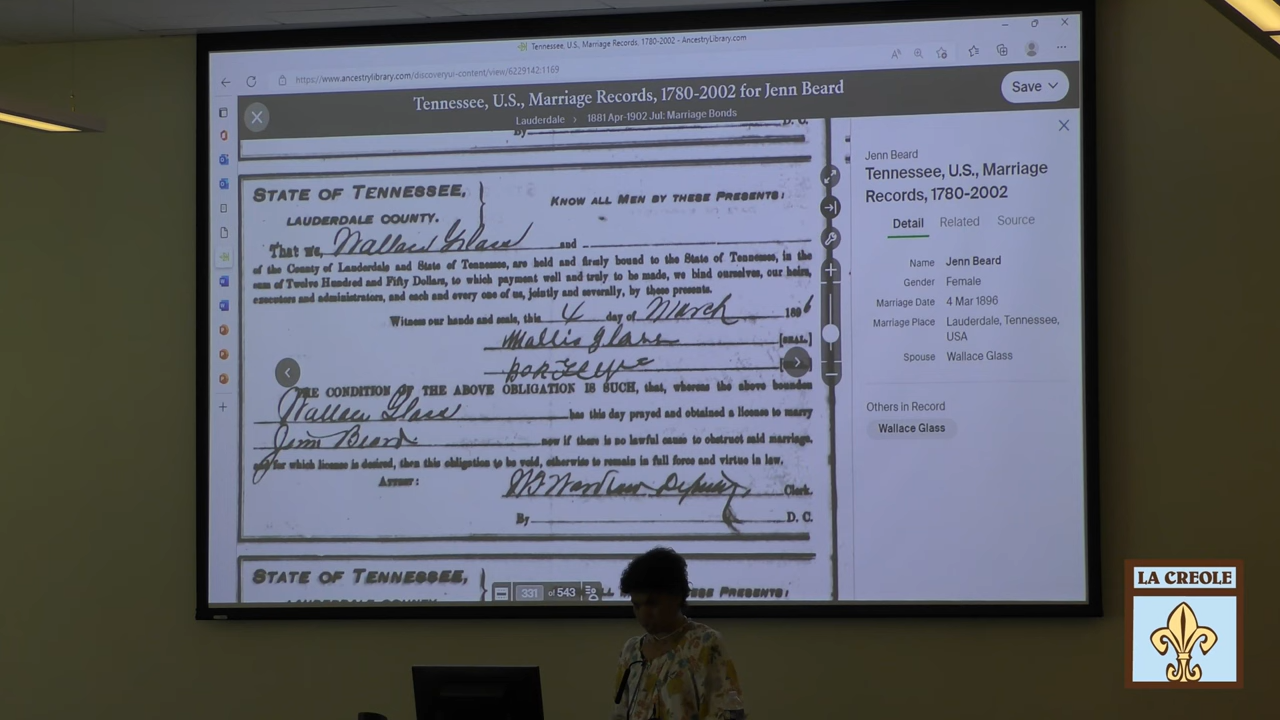 Tennessee, U.S., Marriage Records, 1780-2002 - AncestryLibrary.com
https://www.ancestrylibrary.com/discoveryui-content/view/6229142:1169
Tennessee, U.S., Marriage Records, 1780-2002 for Jenn Beard
Save
Lauderdale > 1881 Apr-1902 Jul: Marriage Bonds
By D. C.
STATE OF TENNESSEE,
LAUDERDALE COUNTY.
KNOW ALL MEN BY THESE PRESENTS:
That we, Wallace Glass and
of the County of Lauderdale and State of Tennessee, are held and firmly bound to the State of Tennessee, in the
sum of Twelve Hundred and Fifty Dollars, to which payment well and truly to be made, we bind ourselves, our heirs,
executors and administrators, and each and every one of us, jointly and severally, by these presents.
Witness our hands and seals, this 4 day of March 1896
Wallis Glass [SEAL.]
THE CONDITION OF THE ABOVE OBLIGATION IS SUCH, that, whereas the above bounden
Wallace Glass has this day prayed and obtained a license to marry
Jenn Beard now if there is no lawful cause to obstruct said marriage,
for which license is desired, then this obligation to be void, otherwise to remain in full force and virtue in law.
ATTEST:
Deputy Clerk.
By D. C.
STATE OF TENNESSEE,
331 of 543
PRESENTS:
Jenn Beard
Tennessee, U.S., Marriage
Records, 1780-2002
Detail Related Source
Name Jenn Beard
Gender Female
Marriage Date 4 Mar 1896
Marriage Place Lauderdale, Tennessee,
USA
Spouse Wallace Glass
Others in Record
Wallace Glass
LA CREOLE